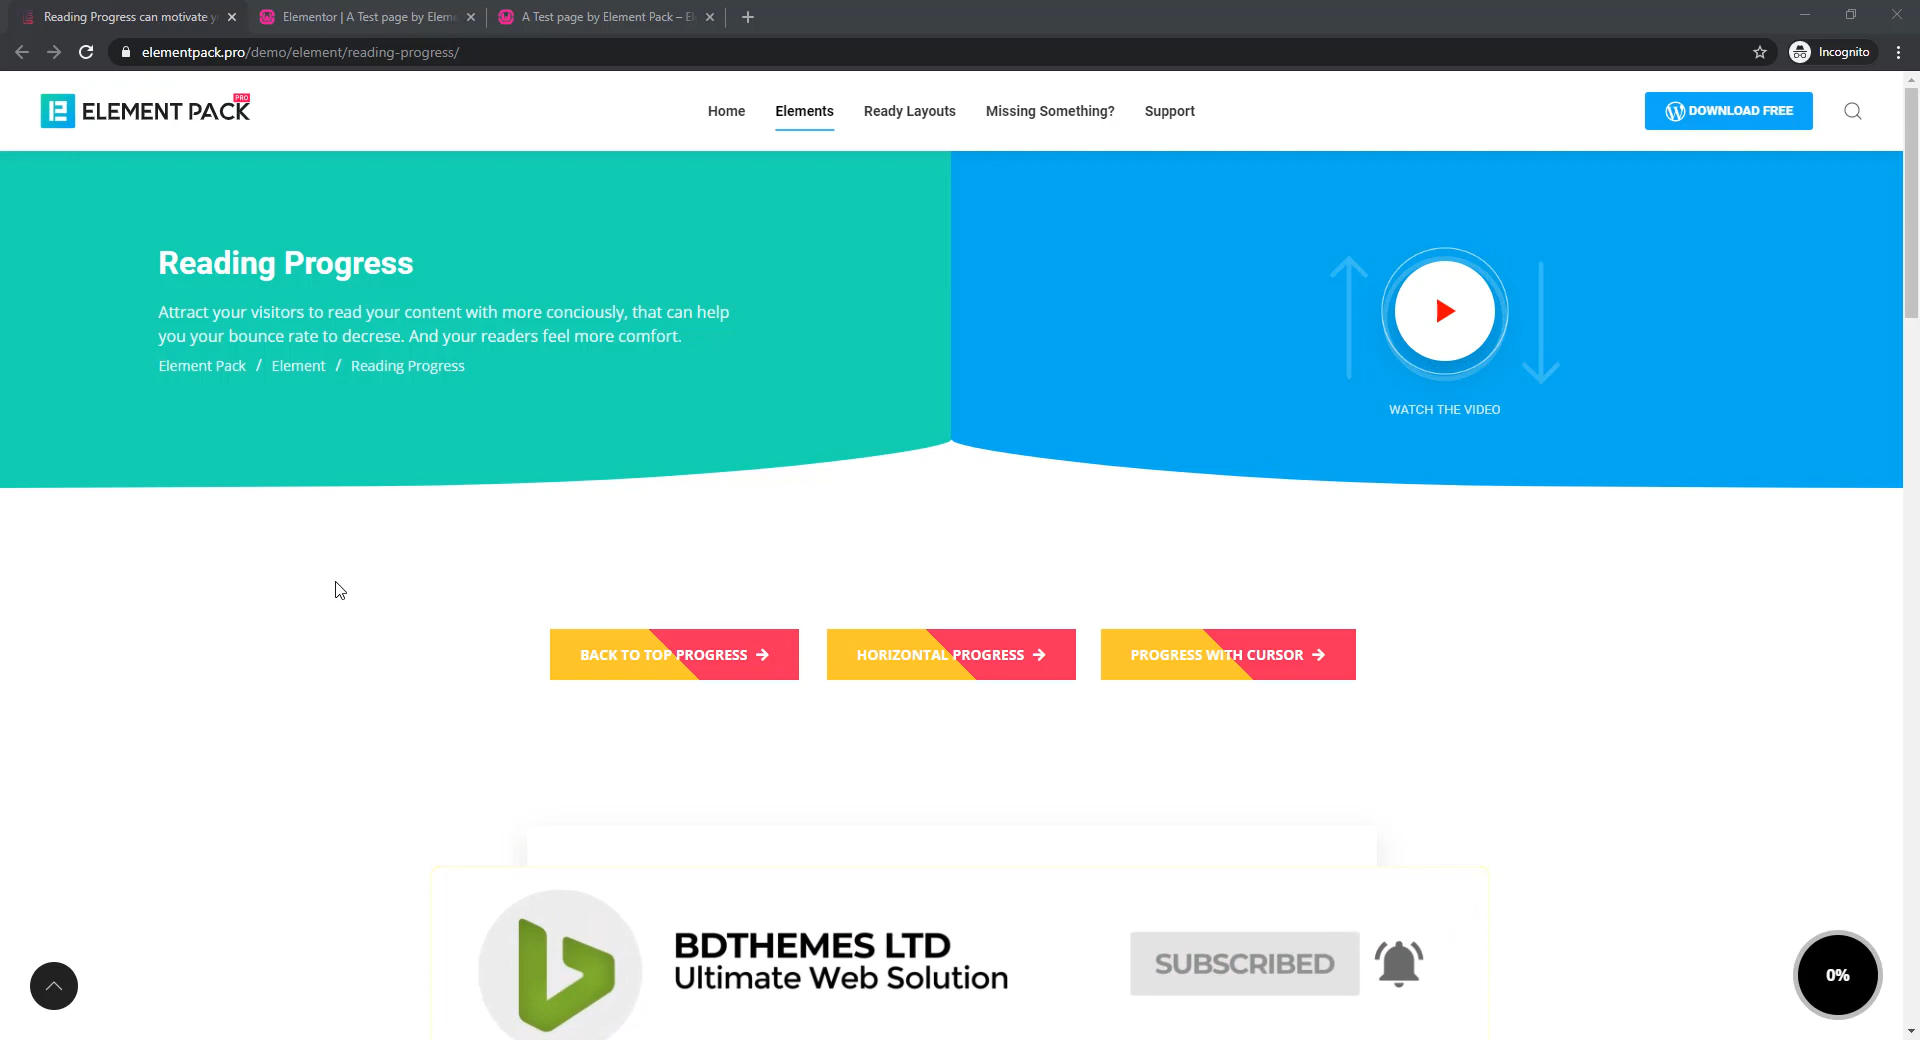 Reading Progress can motivate y
Elementor | A Test page by Eleme
A Test page by Element Pack – El
elementpack.pro/demo/element/reading-progress/
Incognito
ELEMENT PACK
PRO
Home
Elements
Ready Layouts
Missing Something?
Support
DOWNLOAD FREE
Reading Progress
Attract your visitors to read your content with more conciously, that can help
you your bounce rate to decrese. And your readers feel more comfort.
Element Pack / Element / Reading Progress
WATCH THE VIDEO
BACK TO TOP PROGRESS
HORIZONTAL PROGRESS
PROGRESS WITH CURSOR
BDTHEMES LTD
Ultimate Web Solution
SUBSCRIBED
0%